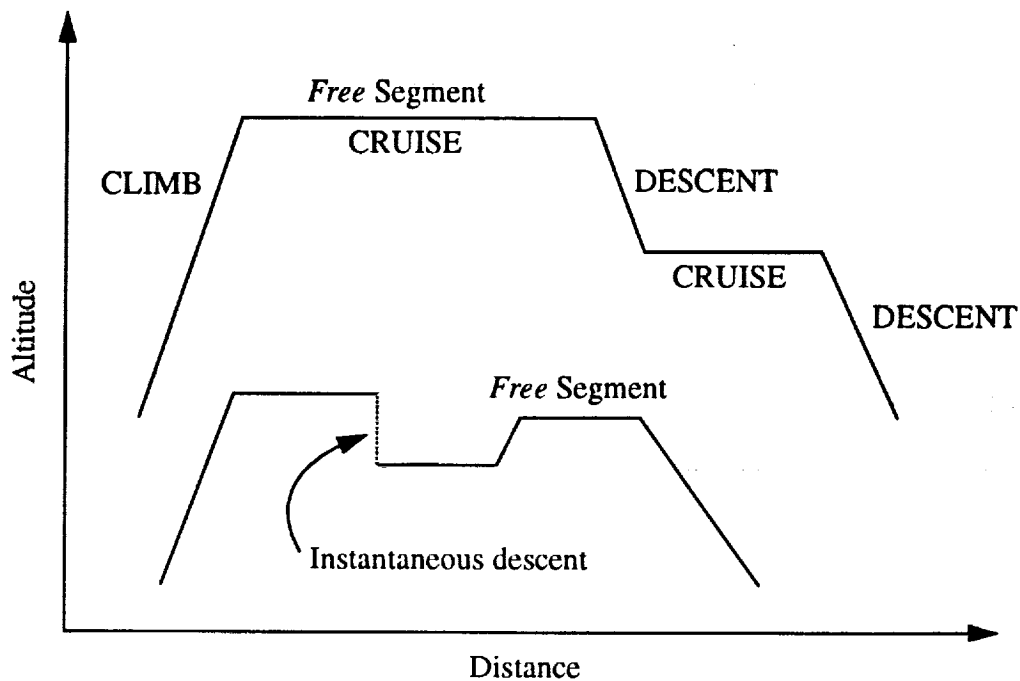 Free Segment
CRUISE
CLIMB
DESCENT
CRUISE
DESCENT
Altitude
Free Segment
Instantaneous descent
Distance